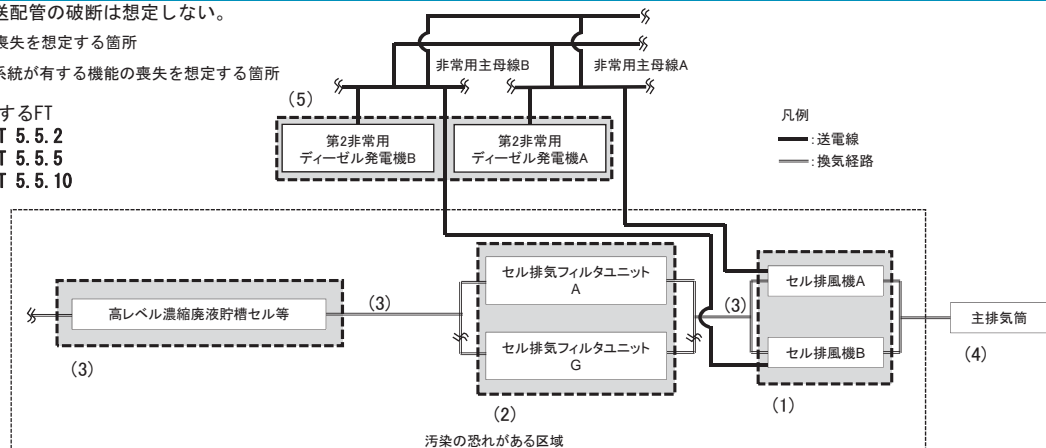 送配管の破断は想定しない。
喪失を想定する箇所
系統が有する機能の喪失を想定する箇所
するFT
T 5.5.2
T 5.5.5
T 5.5.10
非常用主母線B
非常用主母線A
(5)
第2非常用
ディーゼル発電機B
第2非常用
ディーゼル発電機A
凡例
:送電線
:換気経路
セル排気フィルタユニット
A
セル排風機A
(3)
(3)
高レベル濃縮廃液貯槽セル等
主排気筒
セル排気フィルタユニット
G
セル排風機B
(4)
(3)
(2)
(1)
汚染の恐れがある区域